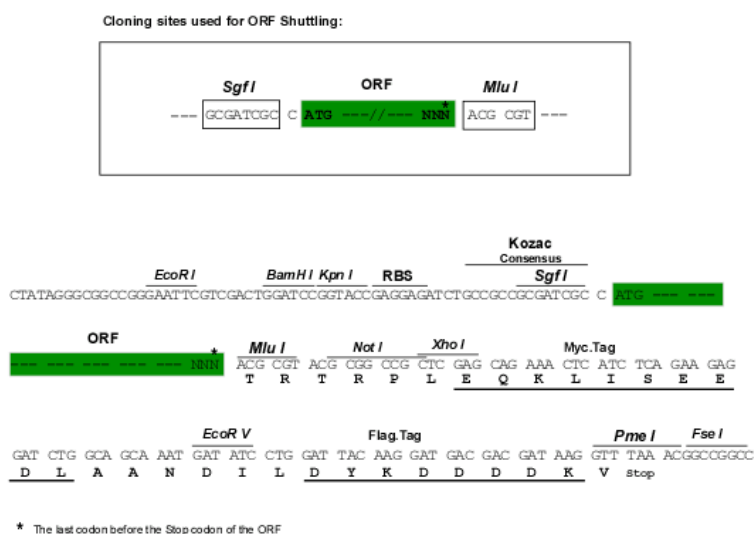 Cloning sites used for ORF Shuttling:
Sgf I ORF Mlu I
--- GCGATCGC C ATG ---//--- NNN* ACG CGT ---
Kozac
Consensus
EcoR I BamH I Kpn I RBS Sgf I
CTATAGGGCGGCCGGGAATTCGTCGACTGGATCCGGTACCGAGGAGATCTGCCGCCGCGATCGC C ATG --- ---
ORF
Mlu I Not I Xho I Myc.Tag
--- --- --- --- --- --- NNN* ACG CGT ACG CGG CCG CTC GAG CAG AAA CTC ATC TCA GAA GAG
T R T R P L E Q K L I S E E
EcoR V Flag.Tag Pme I Fse I
GAT CTG GCA GCA AAT GAT ATC CTG GAT TAC AAG GAT GAC GAC GAT AAG GTT TAA ACGGCCGGCC
D L A A N D I L D Y K D D D D K V Stop
* The last codon before the Stop codon of the ORF